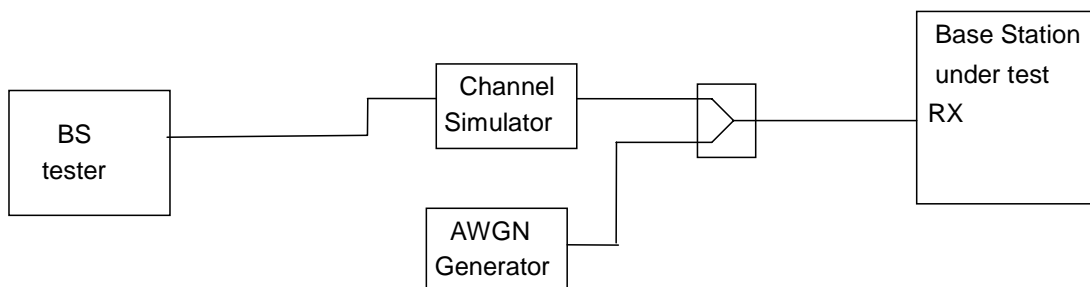 BS
tester
Channel
Simulator
AWGN
Generator
Base Station
under test
RX